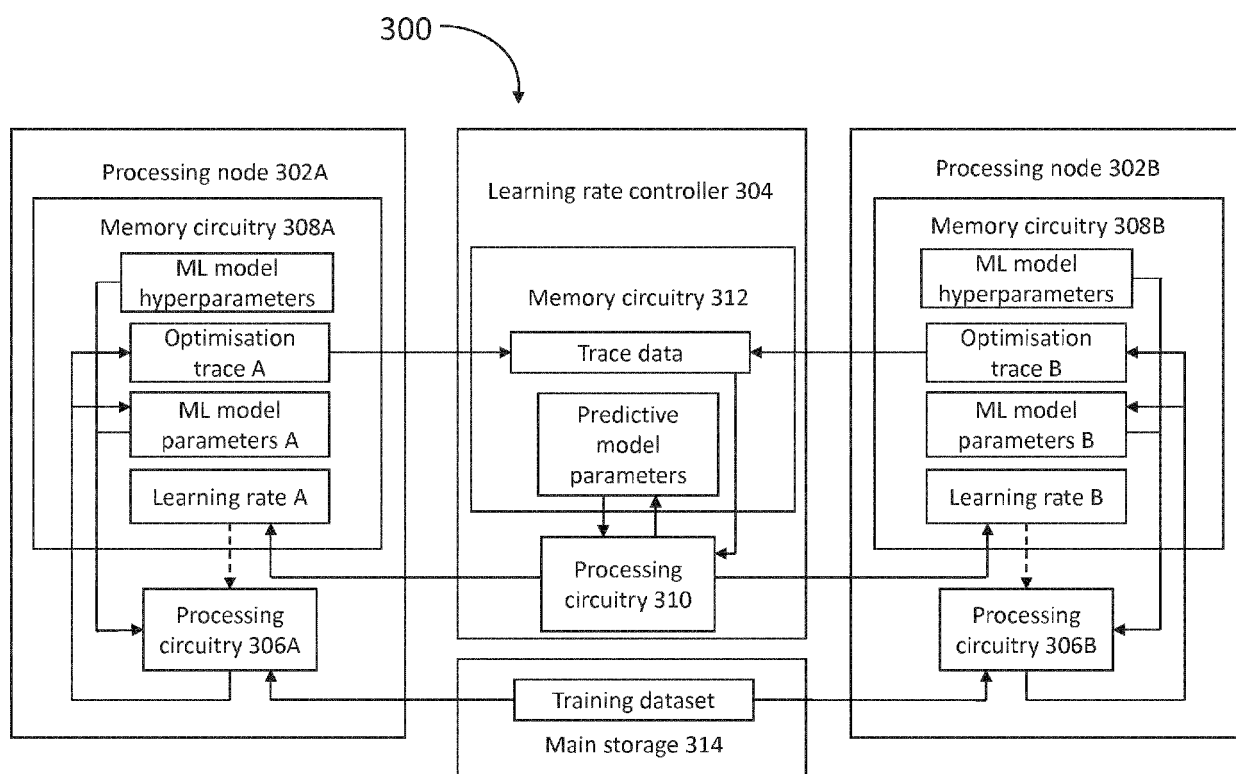 300
Processing node 302A
Memory circuitry 308A
ML model
hyperparameters
Optimisation
trace A
ML model
parameters A
Learning rate A
Processing
circuitry 306A
Learning rate controller 304
Memory circuitry 312
Trace data
Predictive
model
parameters
Processing
circuitry 310
Training dataset
Main storage 314
Processing node 302B
Memory circuitry 308B
ML model
hyperparameters
Optimisation
trace B
ML model
parameters B
Learning rate B
Processing
circuitry 306B